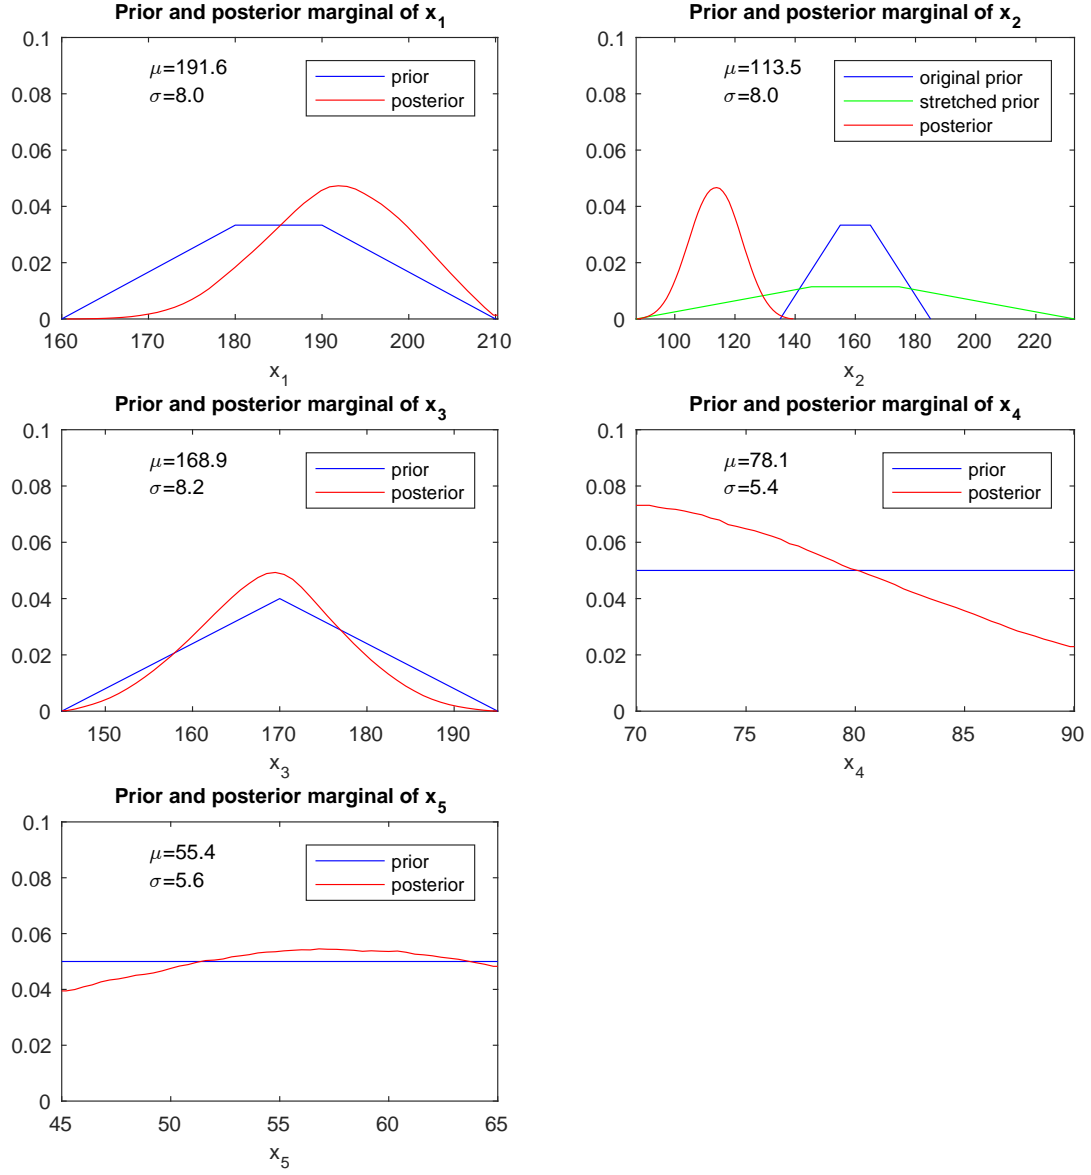 Prior and posterior marginal of x1
0.1
0.08
0.06
0.04
0.02
0
μ=191.6
σ=8.0
prior
posterior
160 170 180 190 200 210
x1
Prior and posterior marginal of x2
0.1
0.08
0.06
0.04
0.02
0
μ=113.5
σ=8.0
original prior
stretched prior
posterior
100 120 140 160 180 200 220
x2
Prior and posterior marginal of x3
0.1
0.08
0.06
0.04
0.02
0
μ=168.9
σ=8.2
prior
posterior
150 160 170 180 190
x3
Prior and posterior marginal of x4
0.1
0.08
0.06
0.04
0.02
0
μ=78.1
σ=5.4
prior
posterior
70 75 80 85 90
x4
Prior and posterior marginal of x5
0.1
0.08
0.06
0.04
0.02
0
μ=55.4
σ=5.6
prior
posterior
45 50 55 60 65
x5